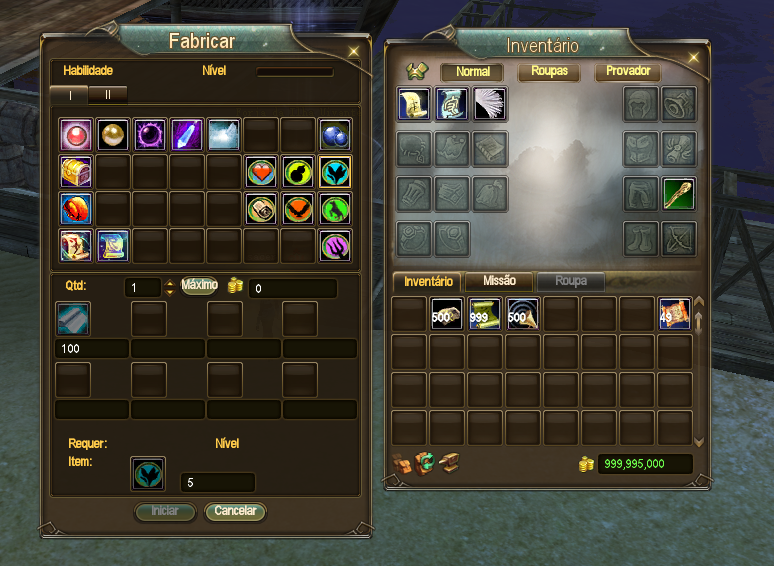 Fabricar
Habilidade Nível
I II
Qtd: 1 Máximo 0
100
Requer: Nível
Item:
5
Iniciar Cancelar
Inventário
Normal Roupas Provador
Inventário Missão Roupa
500 999 500 49
999,995,000